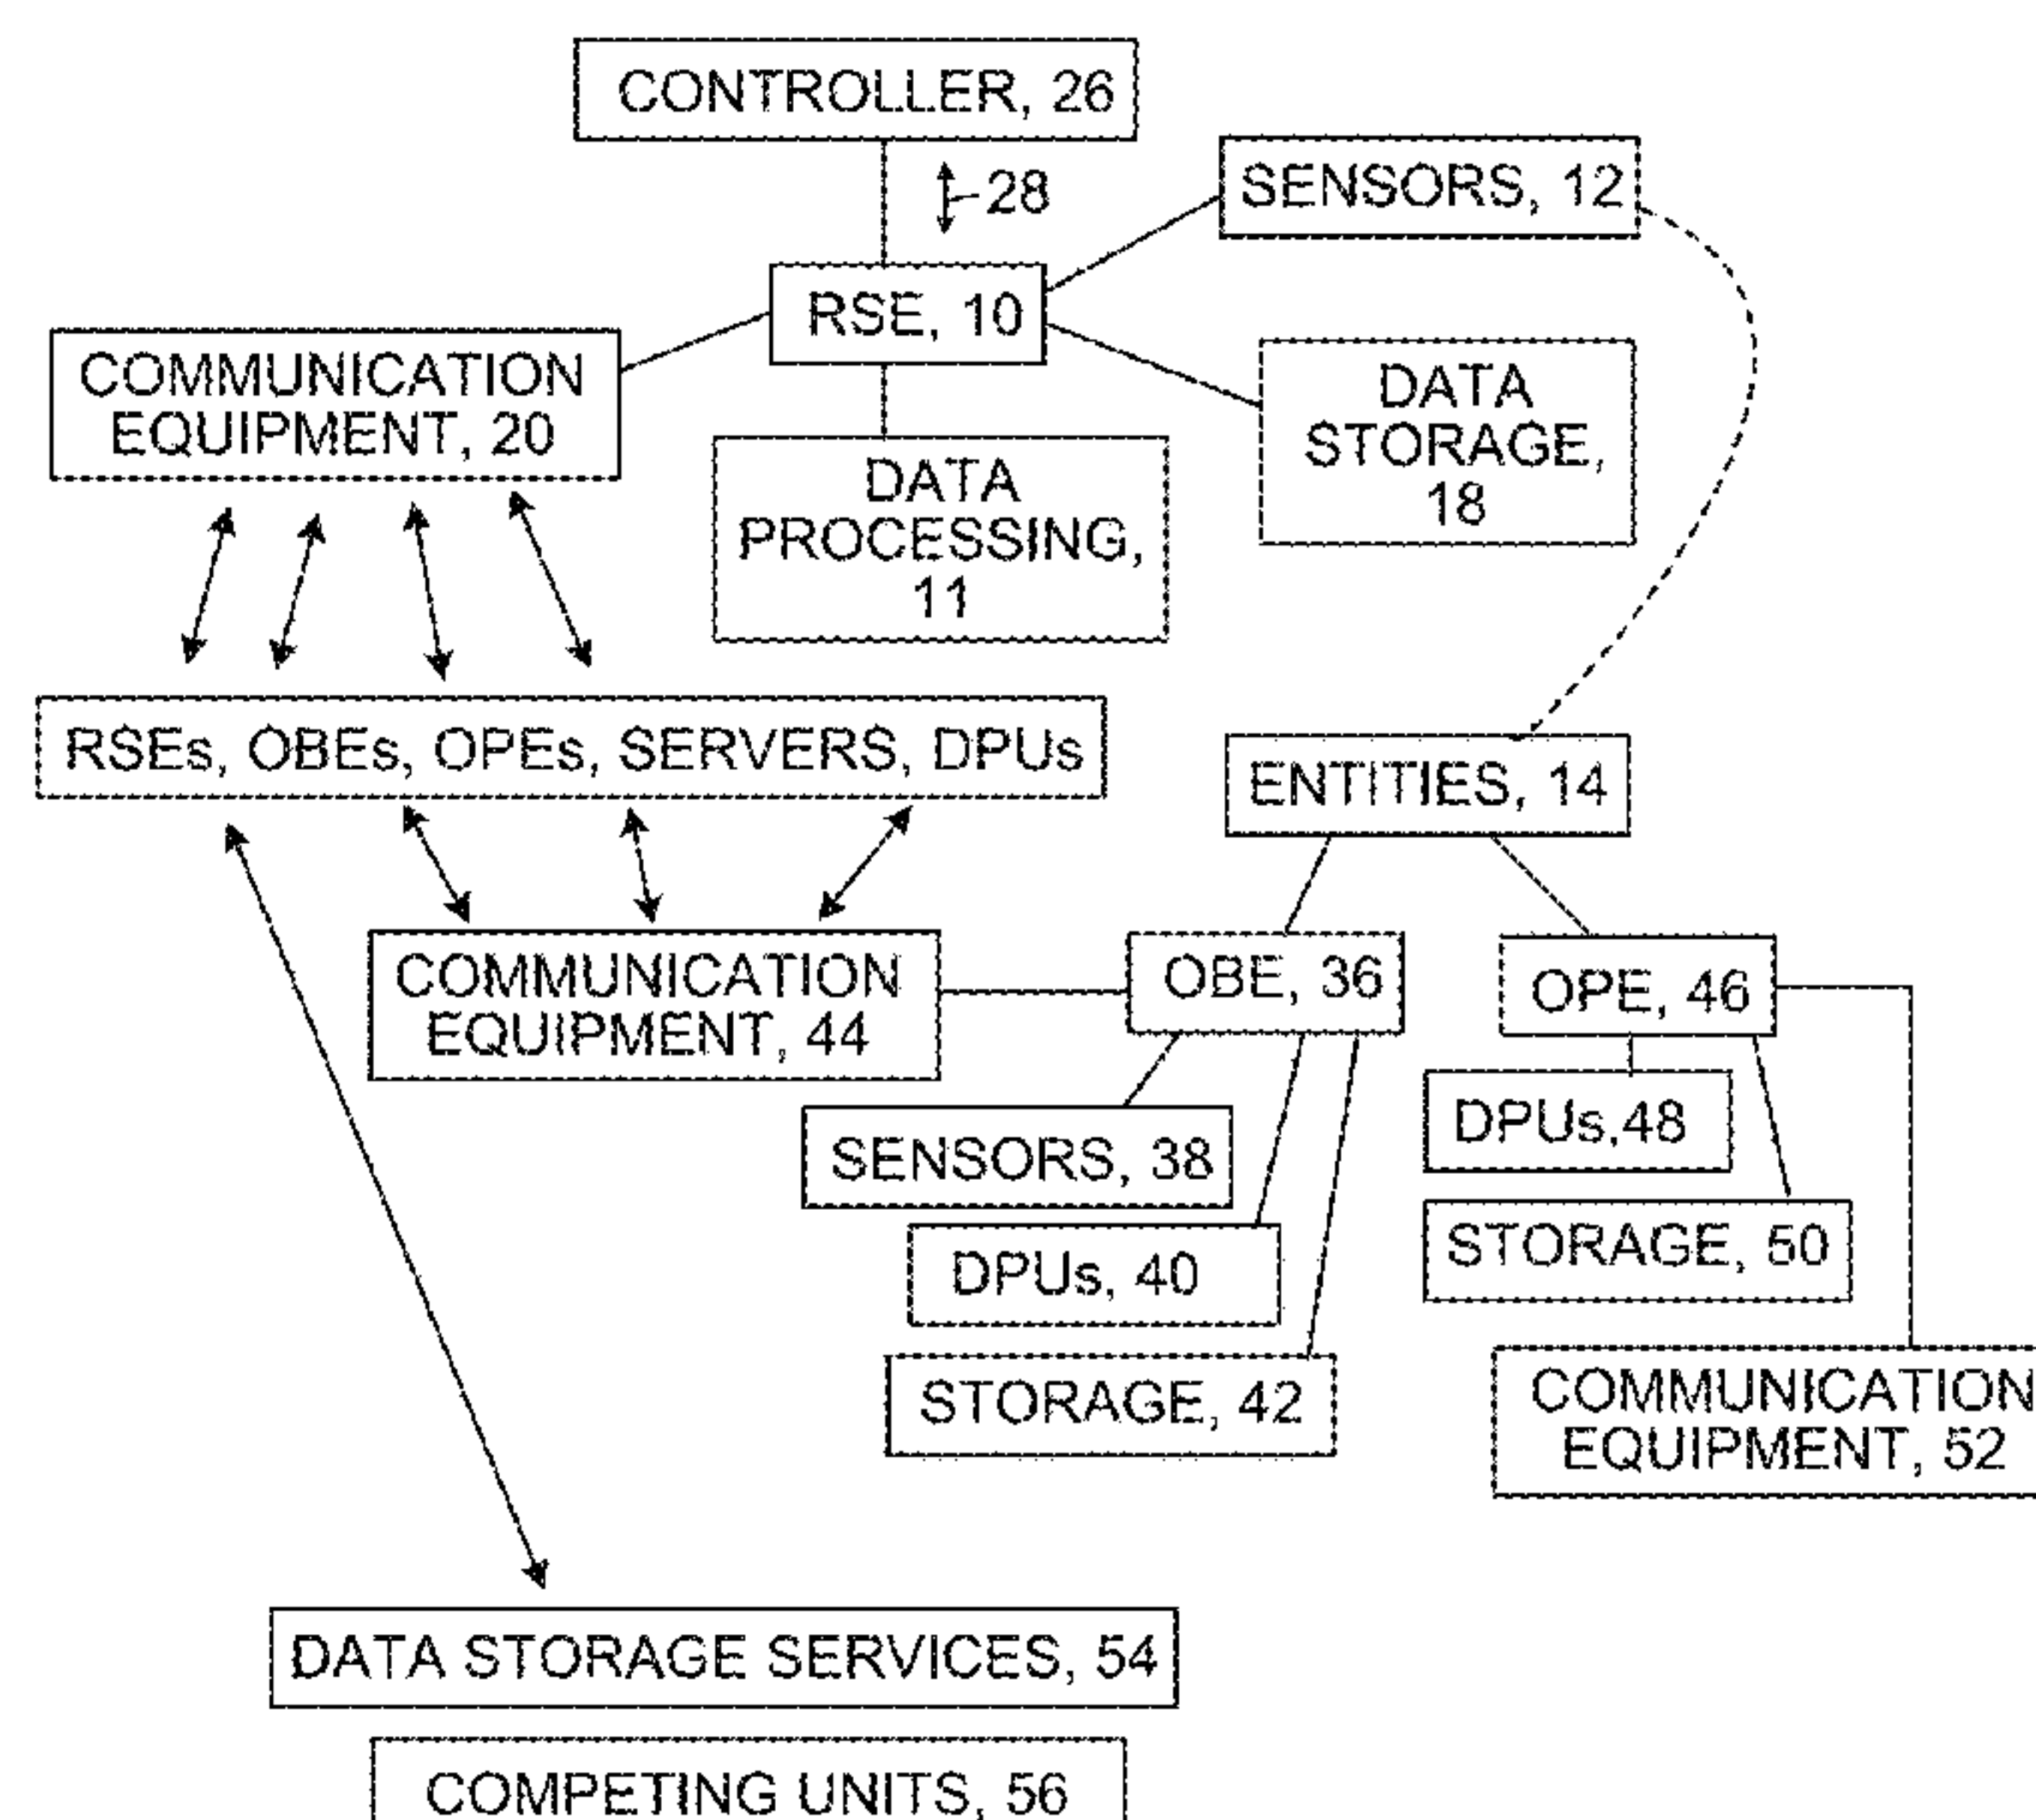 CONTROLLER, 26
28
SENSORS, 12
RSE, 10
COMMUNICATION
EQUIPMENT, 20
DATA
STORAGE,
18
DATA
PROCESSING,
11
RSEs, OBEs, OPEs, SERVERS, DPUs
ENTITIES, 14
COMMUNICATION
EQUIPMENT, 44
OBE, 36
OPE, 46
SENSORS, 38
DPUs,48
DPUs, 40
STORAGE, 50
STORAGE, 42
COMMUNICATION
EQUIPMENT, 52
DATA STORAGE SERVICES, 54
COMPETING UNITS, 56